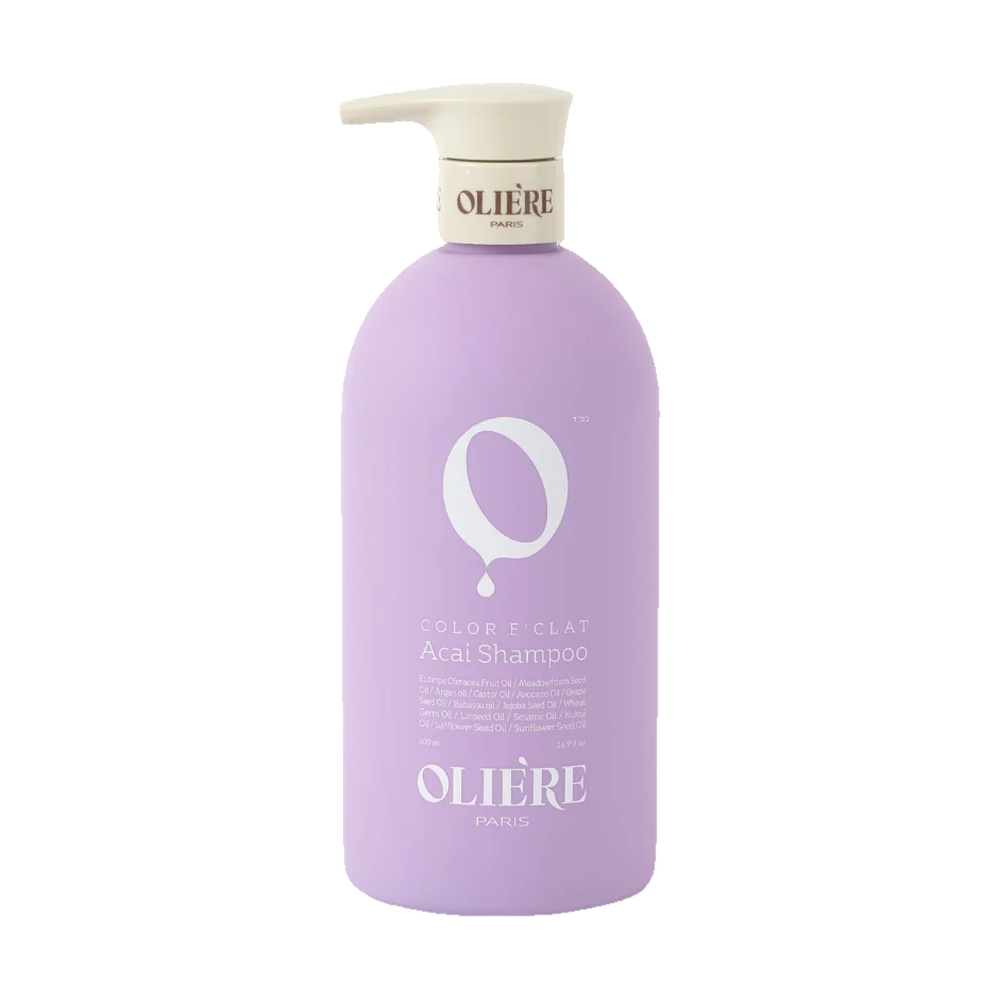 OLIÈRE
PARIS
COLOR E'CLAT
Acai Shampoo
Euterpe Oleracea Fruit Oil / Meadowfoam Seed
Oil / Argan oil / Castor Oil / Avocado Oil / Grape
Seed Oil / Babassu oil / Jojoba Seed Oil / Wheat
Germ Oil / Linseed Oil / Sesame Oil / Kukui
Oil / Safflower Seed Oil / Sunflower Seed Oil
500 ml 16.9 fl oz
OLIÈRE
PARIS